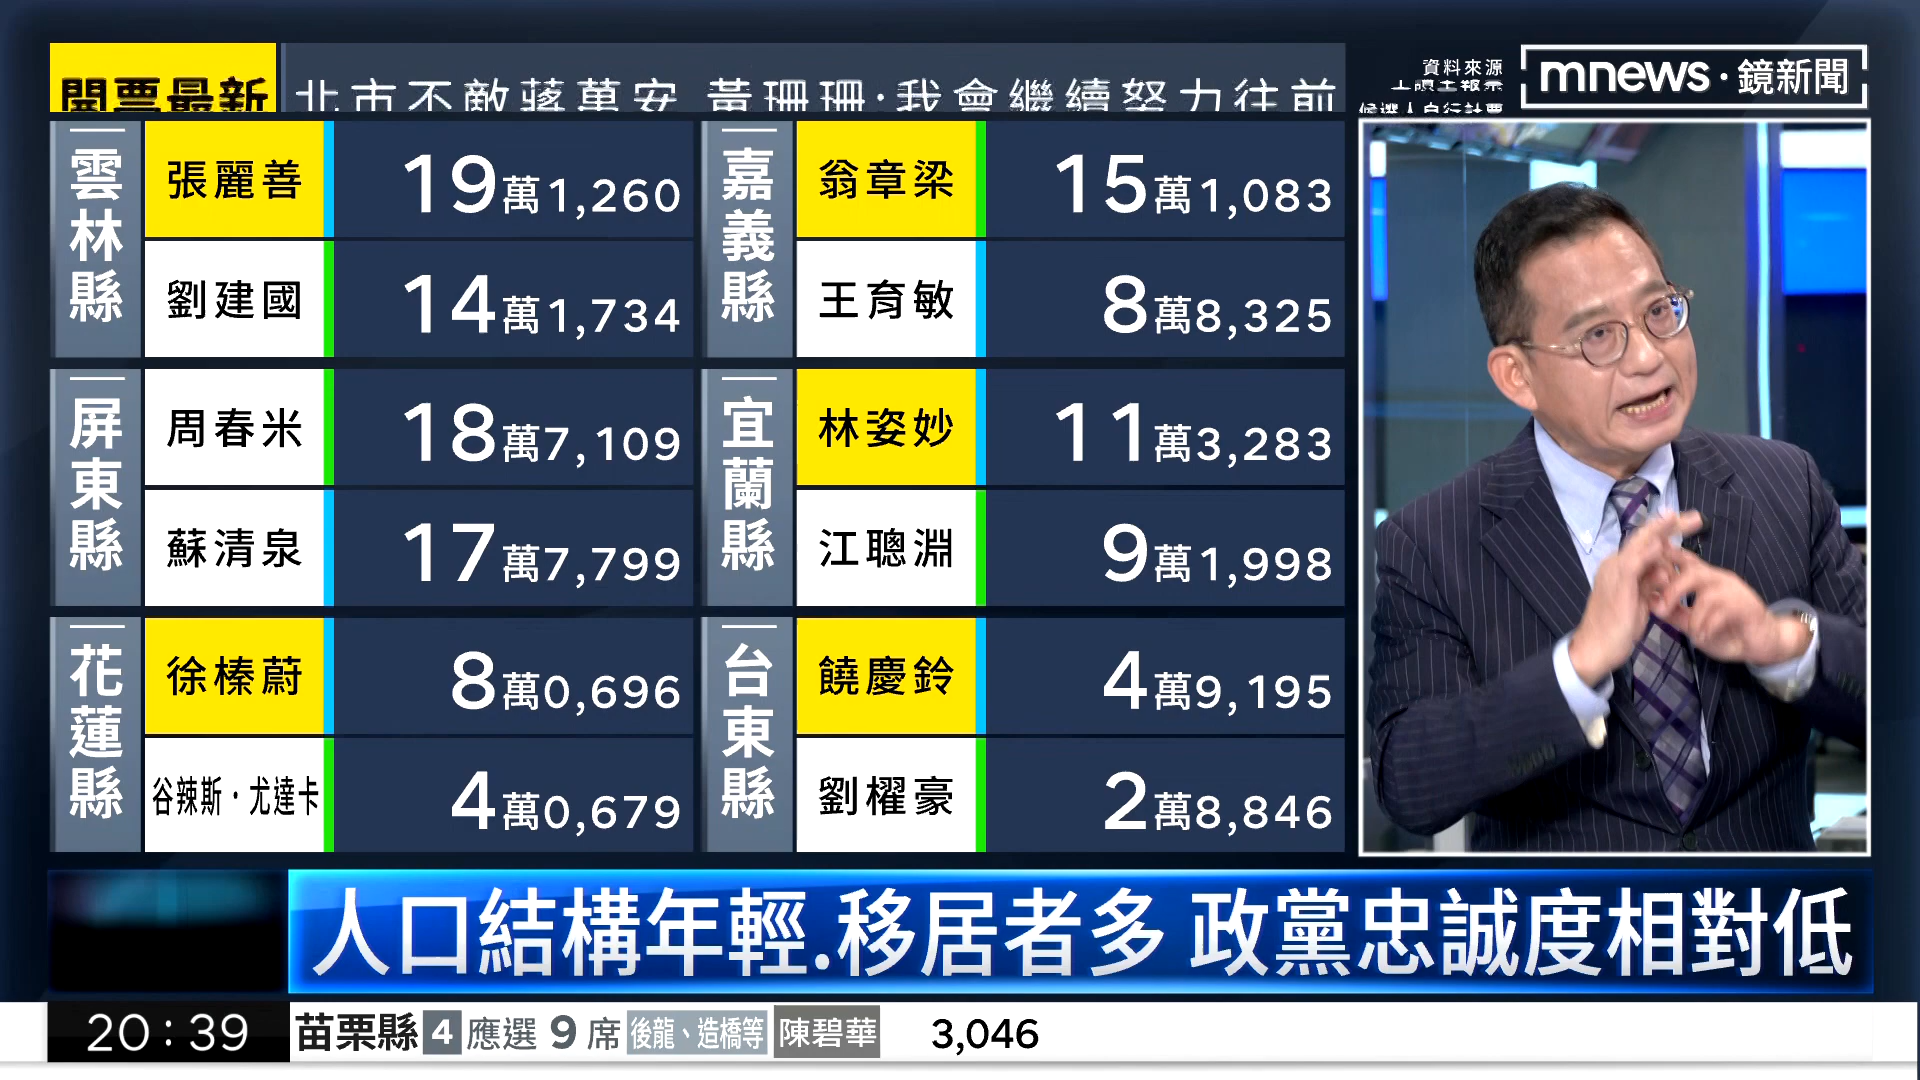 開票最新
北市不敵蔣萬安 黃珊珊‧我會繼續努力往前
資料來源
候選人自行計票
mnews‧鏡新聞
雲林縣
張麗善 19萬1,260
劉建國 14萬1,734
嘉義縣
翁章梁 15萬1,083
王育敏 8萬8,325
屏東縣
周春米 18萬7,109
蘇清泉 17萬7,799
宜蘭縣
林姿妙 11萬3,283
江聰淵 9萬1,998
花蓮縣
徐榛蔚 8萬0,696
谷辣斯‧尤達卡 4萬0,679
台東縣
饒慶鈴 4萬9,195
劉櫂豪 2萬8,846
人口結構年輕.移居者多 政黨忠誠度相對低
20:39
苗栗縣 4 應選 9 席 後龍、造橋等 陳碧華 3,046